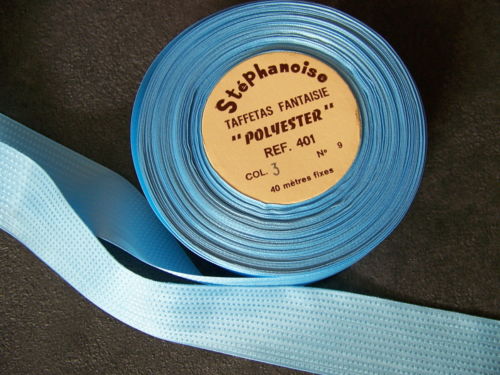 Stéphanoise
TAFFETAS FANTAISIE
"POLYESTER"
REF. 401
COL. 3 N° 9
40 mètres fixes